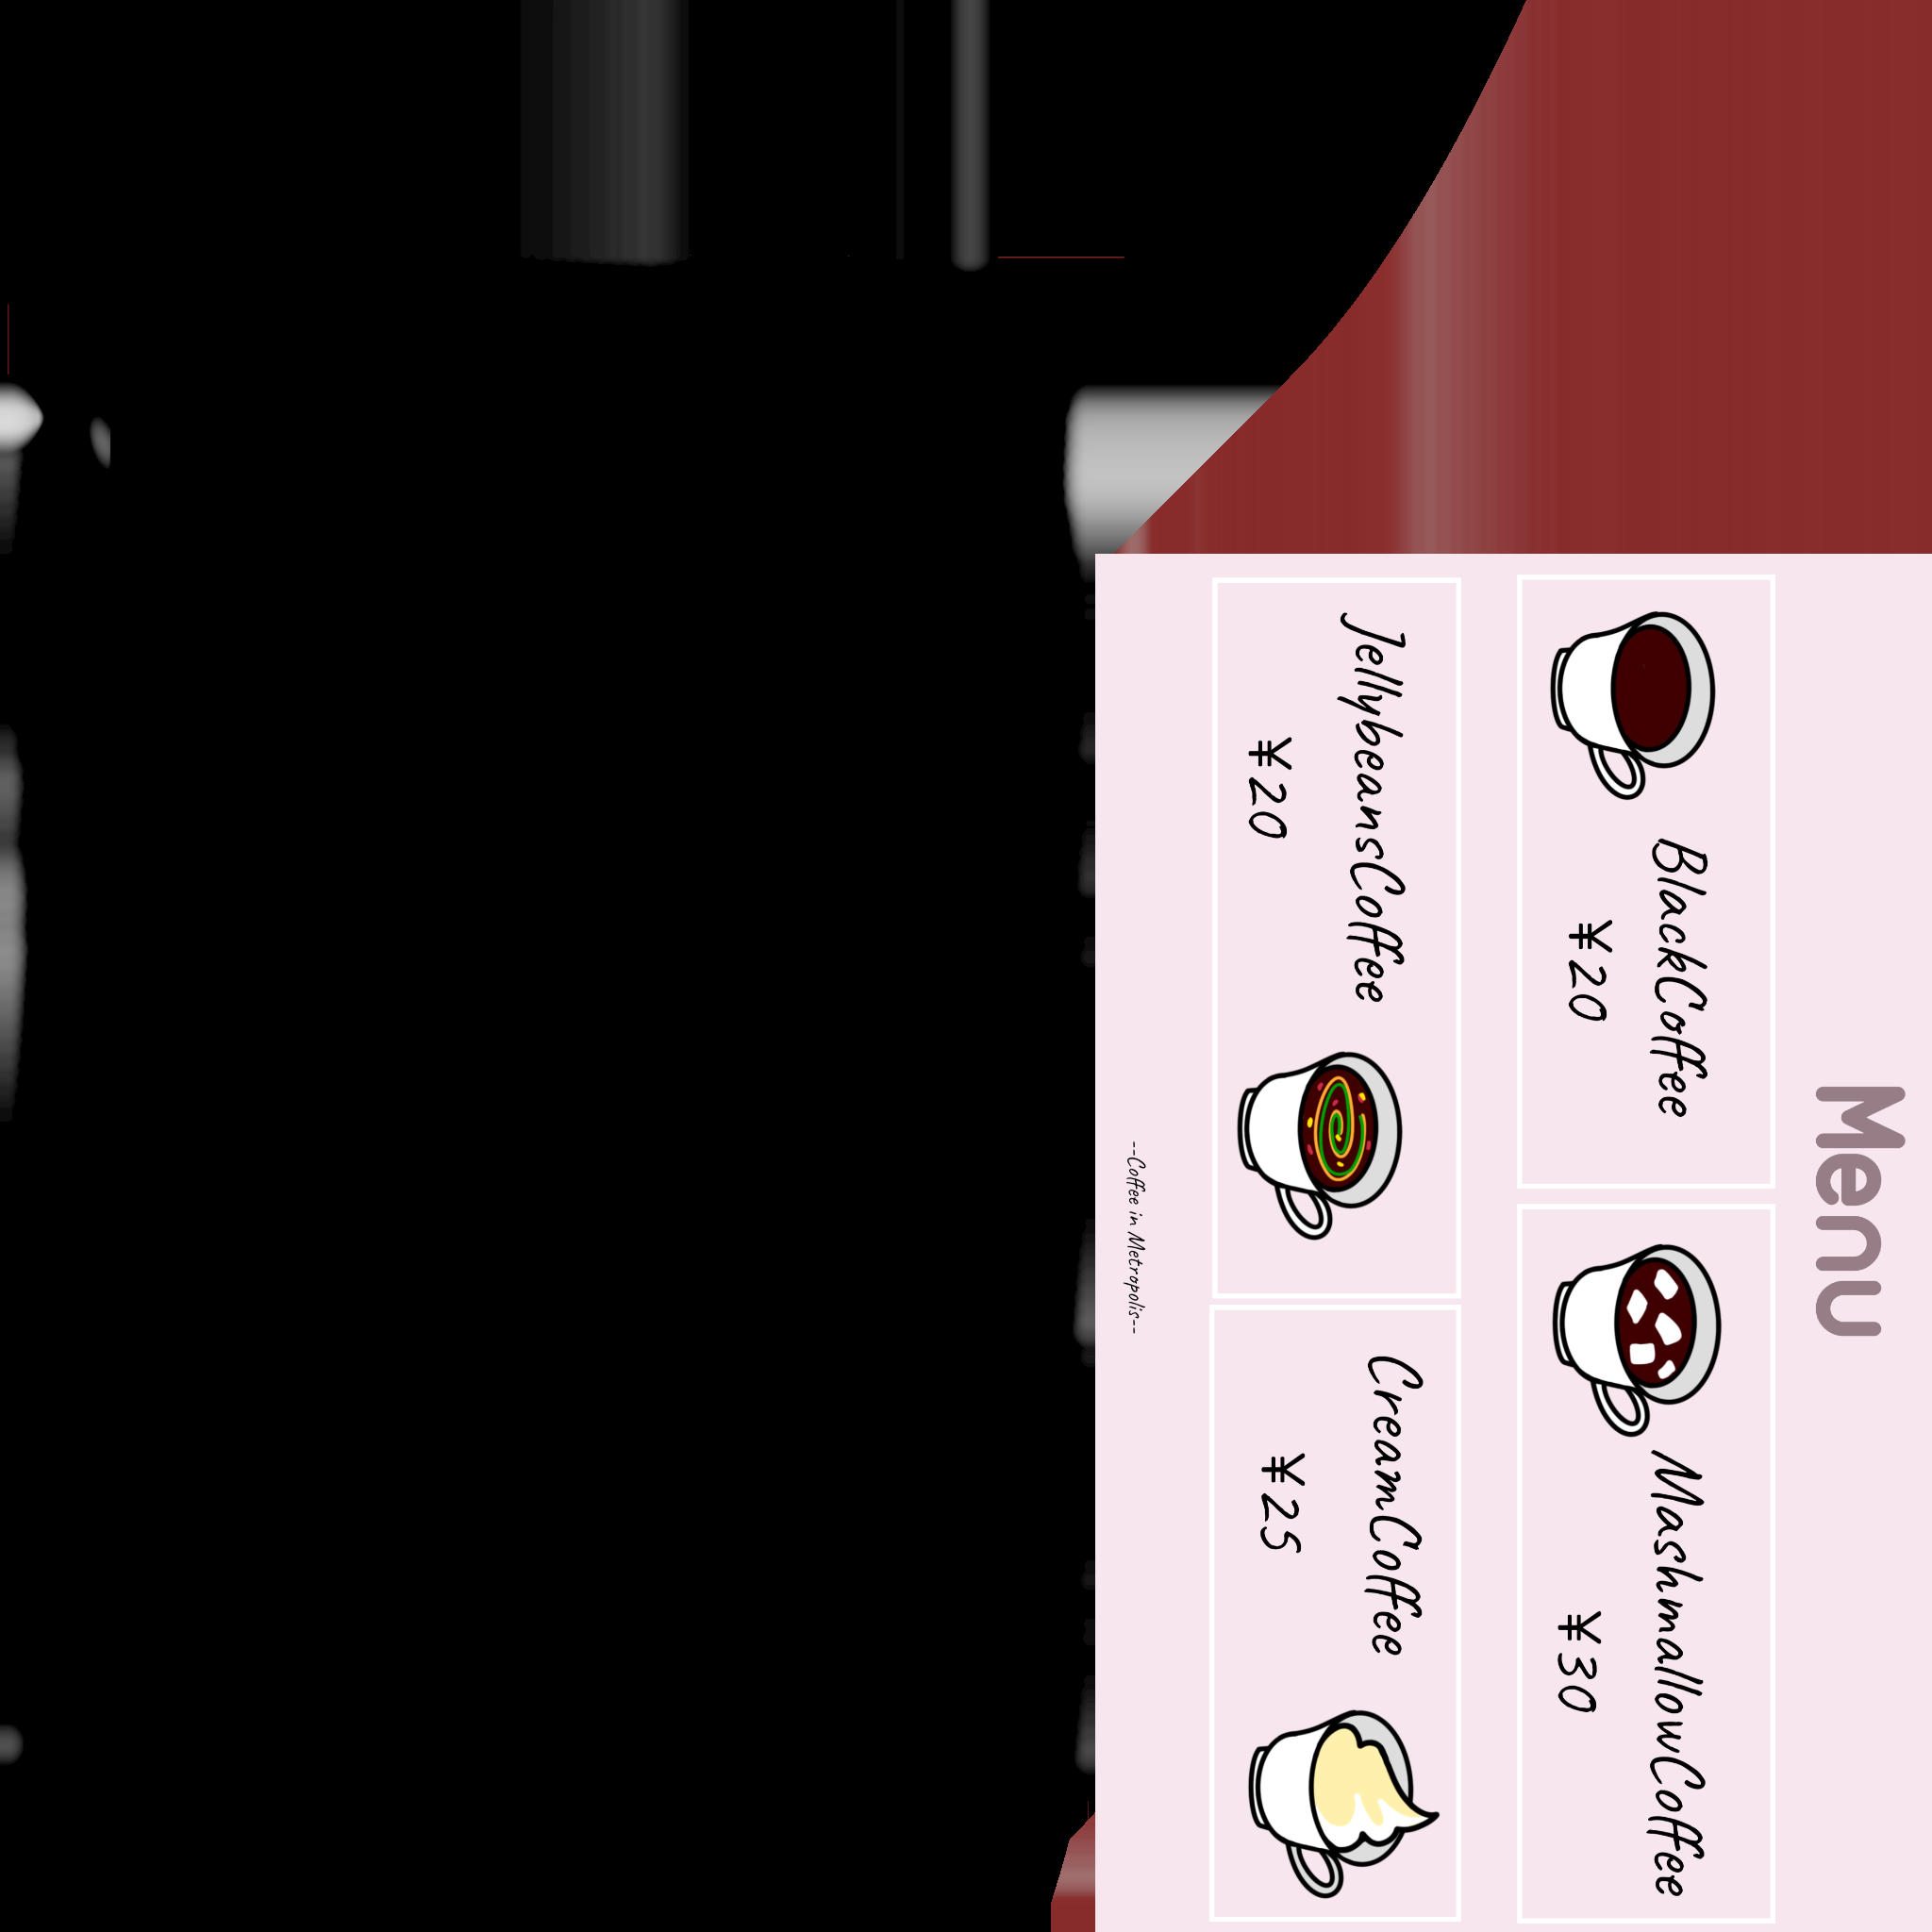 Menu
BlackCoffee
¥20
MashmallowCoffee
¥30
JellybeansCoffee
¥20
CreamCoffee
¥25
--Coffee in Metropolis--